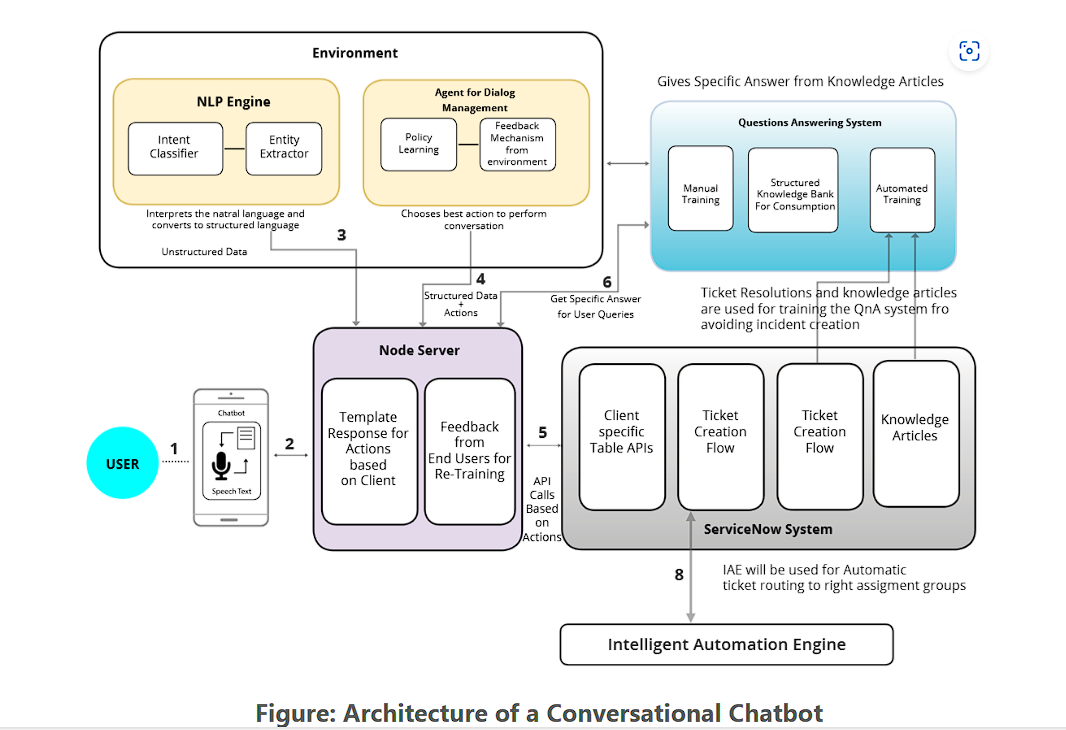 Environment
NLP Engine
Intent
Classifier
Entity
Extractor
Interprets the natral language and
converts to structural language
Unstructured Data
3
Agent for Dialog
Management
Policy
Learning
Feedback
Mechanism
from
environment
Chooses best action to perform
conversation
4
Structured Data
+
Actions
Gives Specific Answer from Knowledge Articles
Questions Answering System
Manual
Training
Structured
Knowledge Bank
For Consumption
Automated
Training
6
Get Specific Answer
for User Queries
Ticket Resolutions and knowledge articles
are used for training the QnA system fro
avoiding incident creation
USER
1
Chatbot
Speech Text
2
Node Server
Template
Response for
Actions
based
on Client
Feedback
from
End Users for
Re-Training
5
API
Calls
Based
on
Actions
Client
specific
Table APIs
Ticket
Creation
Flow
Ticket
Creation
Flow
Knowledge
Articles
ServiceNow System
8
IAE will be used for Automatic
ticket routing to right assigment groups
Intelligent Automation Engine
Figure: Architecture of a Conversational Chatbot